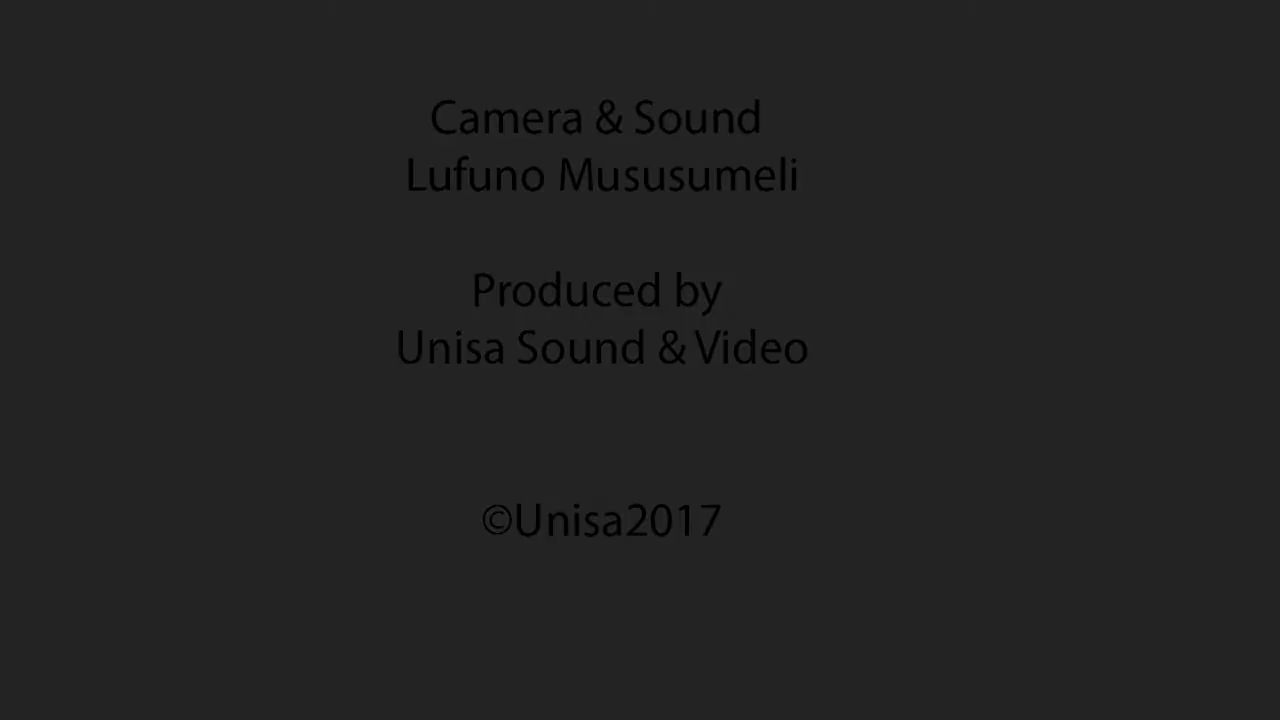 Camera & Sound
Lufuno Mususumeli
Produced by
Unisa Sound & Video
©Unisa2017